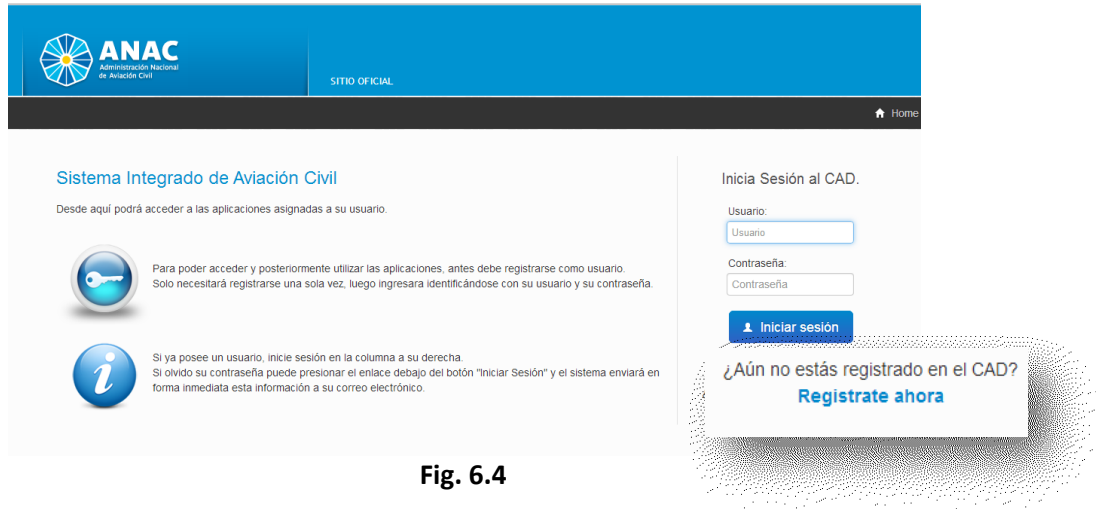 ANAC
Administración Nacional
de Aviación Civil
SITIO OFICIAL
Home
Sistema Integrado de Aviación Civil
Desde aquí podrá acceder a las aplicaciones asignadas a su usuario.
Para poder acceder y posteriormente utilizar las aplicaciones, antes debe registrarse como usuario.
Solo necesitará registrarse una sola vez, luego ingresara identificándose con su usuario y su contraseña.
Si ya posee un usuario, inicie sesión en la columna a su derecha.
Si olvido su contraseña puede presionar el enlace debajo del botón "Iniciar Sesión" y el sistema enviará en
forma inmediata esta información a su correo electrónico.
Inicia Sesión al CAD.
Usuario:
Usuario
Contraseña:
Contraseña
Iniciar sesión
¿Aún no estás registrado en el CAD?
Registrate ahora
Fig. 6.4